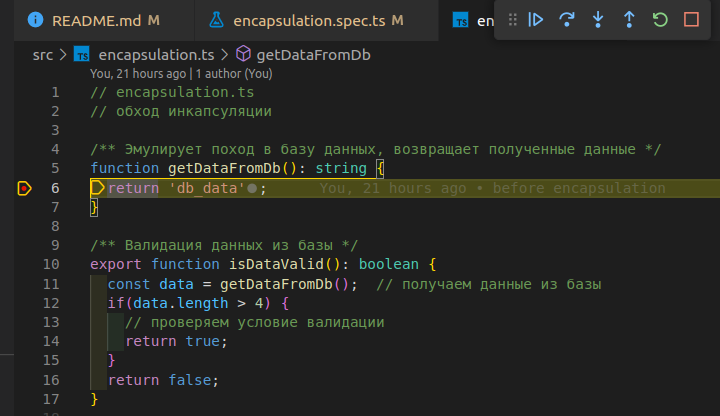 README.md M encapsulation.spec.ts M TS en
src > TS encapsulation.ts > getDataFromDb
You, 21 hours ago | 1 author (You)
1 // encapsulation.ts
2 // обход инкапсуляции
3
4 /** Эмулирует поход в базу данных, возвращает полученные данные */
5 function getDataFromDb(): string {
6 return 'db_data' ; You, 21 hours ago • before encapsulation
7 }
8
9 /** Валидация данных из базы */
10 export function isDataValid(): boolean {
11 const data = getDataFromDb(); // получаем данные из базы
12 if(data.length > 4) {
13 // проверяем условие валидации
14 return true;
15 }
16 return false;
17 }